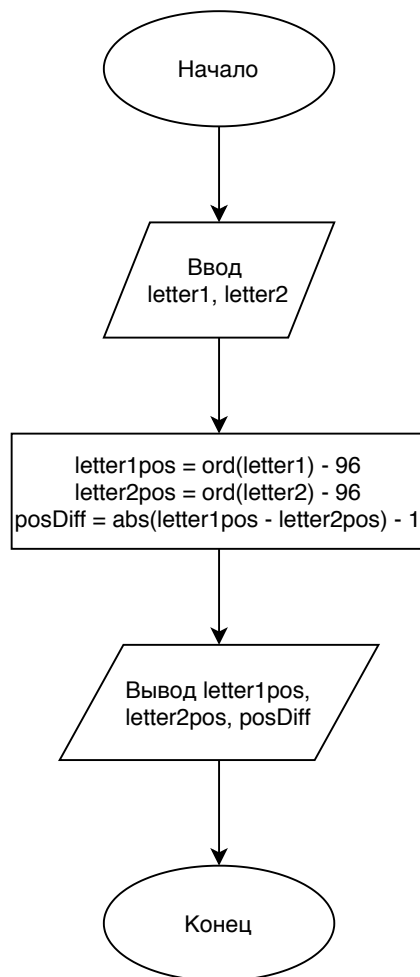 Начало
Ввод
letter1, letter2
letter1pos = ord(letter1) - 96
letter2pos = ord(letter2) - 96
posDiff = abs(letter1pos - letter2pos) - 1
Вывод letter1pos,
letter2pos, posDiff
Конец